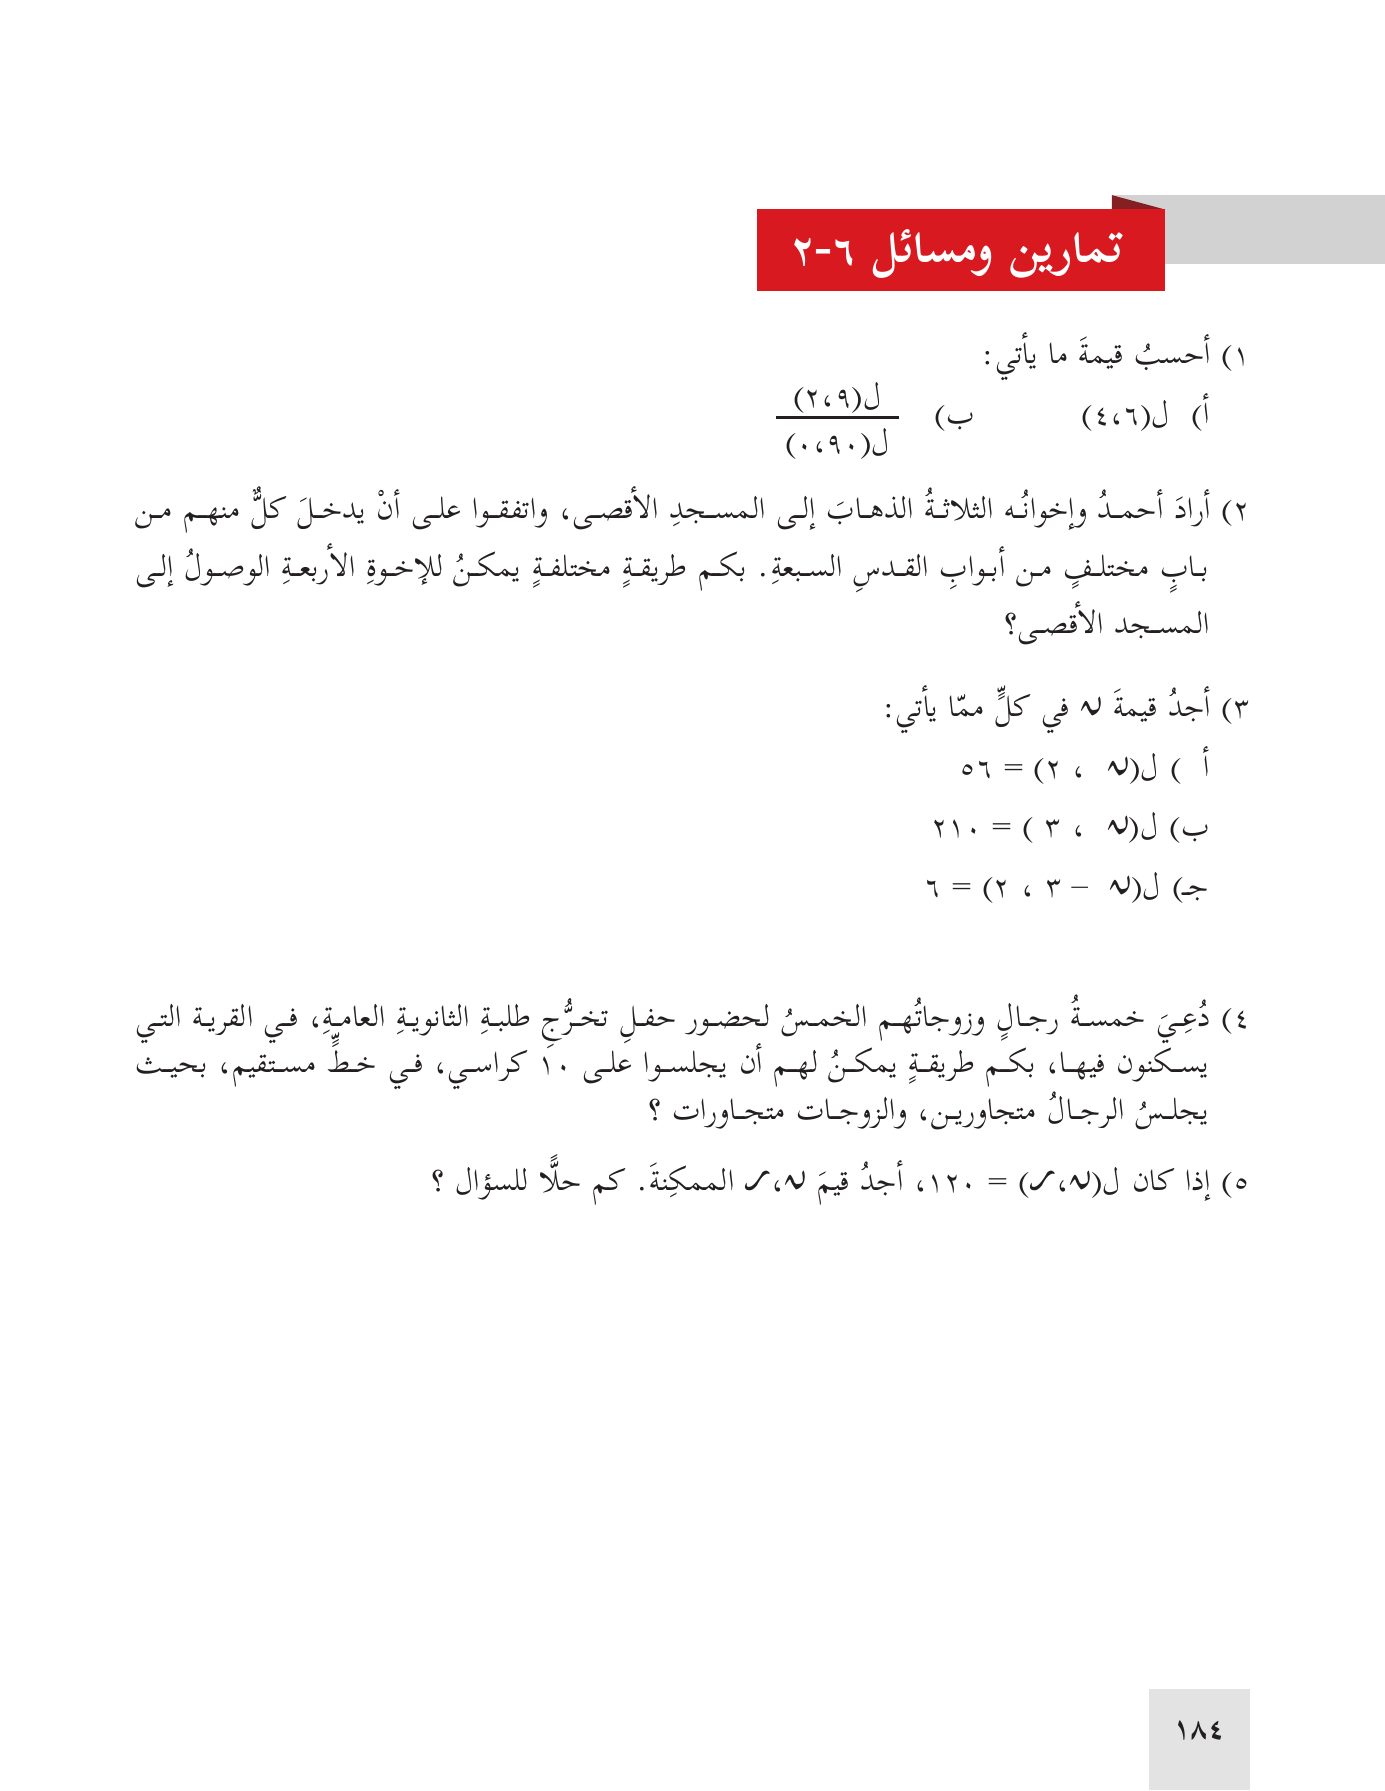 تمارين ومسائل ٦-٢
١) أحسبُ قيمةَ ما يأتي:
أ) ل(٤،٦) ب) ل(٢،٩)
ل(٠،٩٠)
٢) أرادَ أحمدُ وإخوانُه الثلاثةُ الذهابَ إلى المسجدِ الأقصى، واتفقوا على أنْ يدخلَ كلٌّ منهم من
بابٍ مختلفٍ من أبوابِ القدسِ السبعةِ. بكم طريقةٍ مختلفةٍ يمكنُ للإخوةِ الأربعةِ الوصولُ إلى
المسجد الأقصى؟
٣) أجدُ قيمةَ ن في كلٍّ ممّا يأتي:
أ ) ل(ن ، ٢) = ٥٦
ب) ل(ن ، ٣ ) = ٢١٠
جـ) ل(ن – ٣ ، ٢) = ٦
٤) دُعِيَ خمسةُ رجالٍ وزوجاتُهم الخمسُ لحضور حفلِ تخرُّجِ طلبةِ الثانويةِ العامةِ، في القرية التي
يسكنون فيها، بكم طريقةٍ يمكنُ لهم أن يجلسوا على ١٠ كراسي، في خطٍّ مستقيم، بحيث
يجلسُ الرجالُ متجاورين، والزوجات متجاورات ؟
٥) إذا كان ل(ن،ر) = ١٢٠، أجدُ قيمَ ن،ر الممكِنةَ. كم حلًّا للسؤال ؟
١٨٤